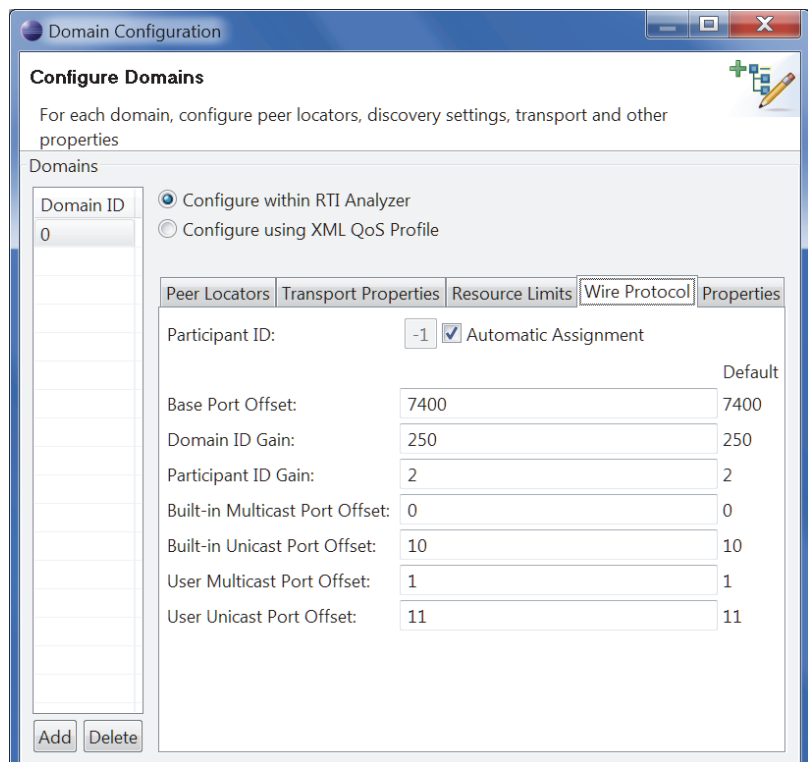 Domain Configuration
Configure Domains
For each domain, configure peer locators, discovery settings, transport and other
properties
Domains
Domain ID
0
Configure within RTI Analyzer
Configure using XML QoS Profile
Peer Locators Transport Properties Resource Limits Wire Protocol Properties
Participant ID: -1 Automatic Assignment
Default
Base Port Offset: 7400 7400
Domain ID Gain: 250 250
Participant ID Gain: 2 2
Built-in Multicast Port Offset: 0 0
Built-in Unicast Port Offset: 10 10
User Multicast Port Offset: 1 1
User Unicast Port Offset: 11 11
Add Delete